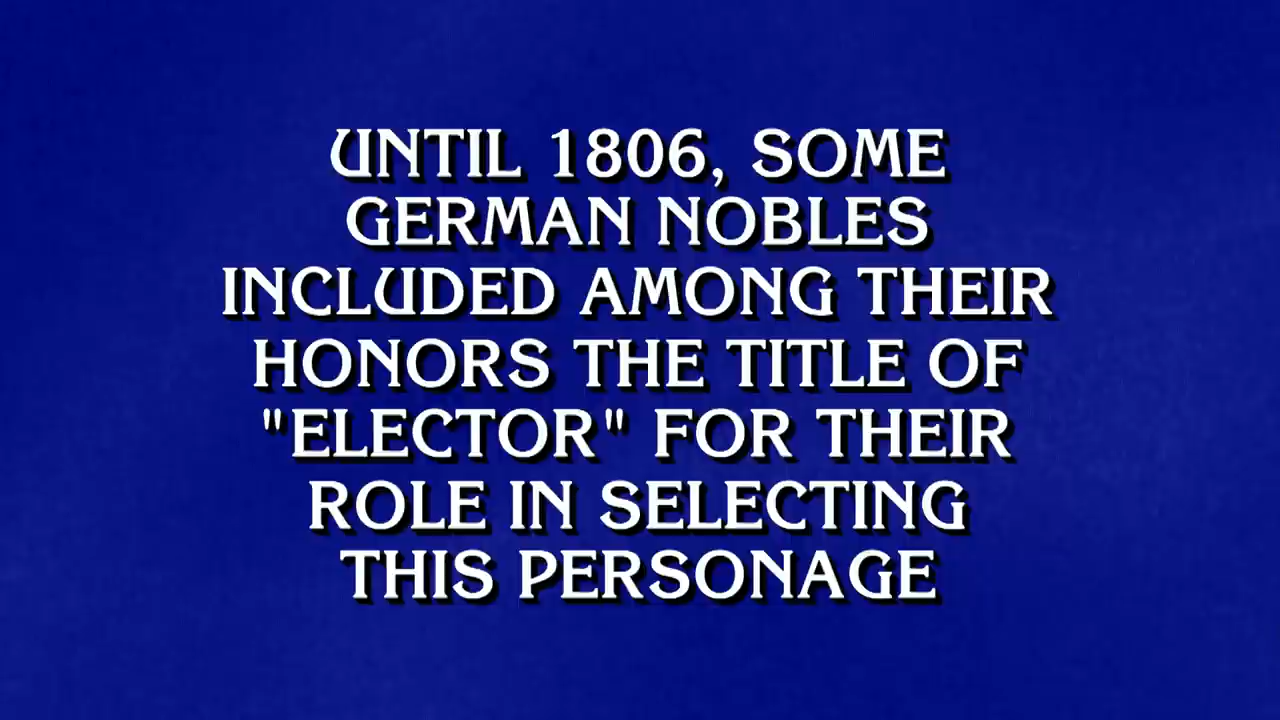 UNTIL 1806, SOME
GERMAN NOBLES
INCLUDED AMONG THEIR
HONORS THE TITLE OF
"ELECTOR" FOR THEIR
ROLE IN SELECTING
THIS PERSONAGE